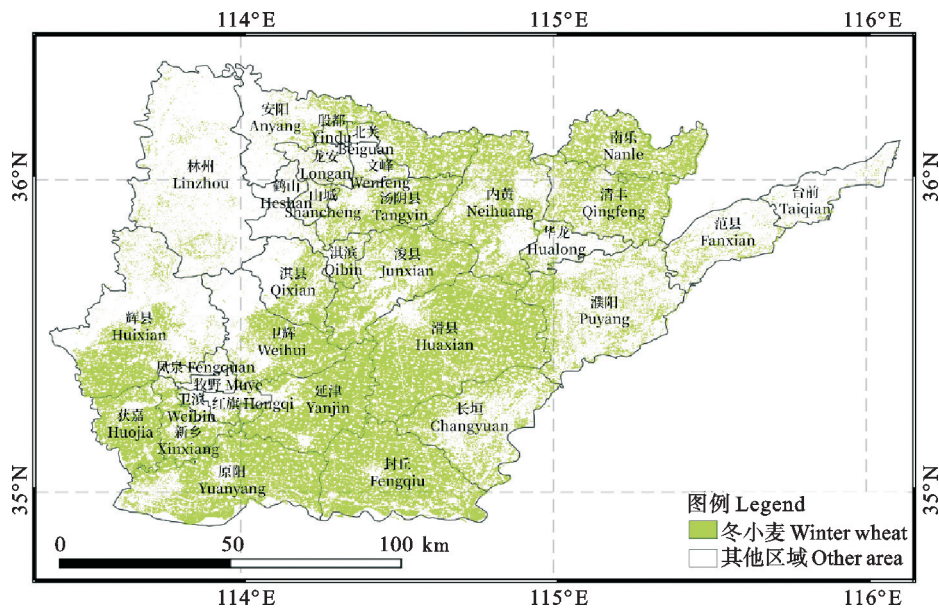 114°E
115°E
116°E
36°N
35°N
36°N
35°N
安阳
Anyang
殷都
Yindu
北关
Beiguan
龙安
Longan
文峰
Wenfeng
林州
Linzhou
鹤山
Heshan
山城
Shancheng
汤阴县
Tangyin
内黄
Neihuang
南乐
Nanle
清丰
Qingfeng
台前
Taiqian
范县
Fanxian
华龙
Hualong
淇滨
Qibin
浚县
Junxian
淇县
Qixian
濮阳
Puyang
辉县
Huixian
卫辉
Weihui
滑县
Huaxian
凤泉 Fengquan
牧野 Muye
卫滨
Weibin
红旗 Hongqi
延津
Yanjin
长垣
Changyuan
获嘉
Huojia
新乡
Xinxiang
原阳
Yuanyang
封丘
Fengqiu
图例 Legend
冬小麦 Winter wheat
其他区域 Other area
0 50 100 km
114°E
115°E
116°E